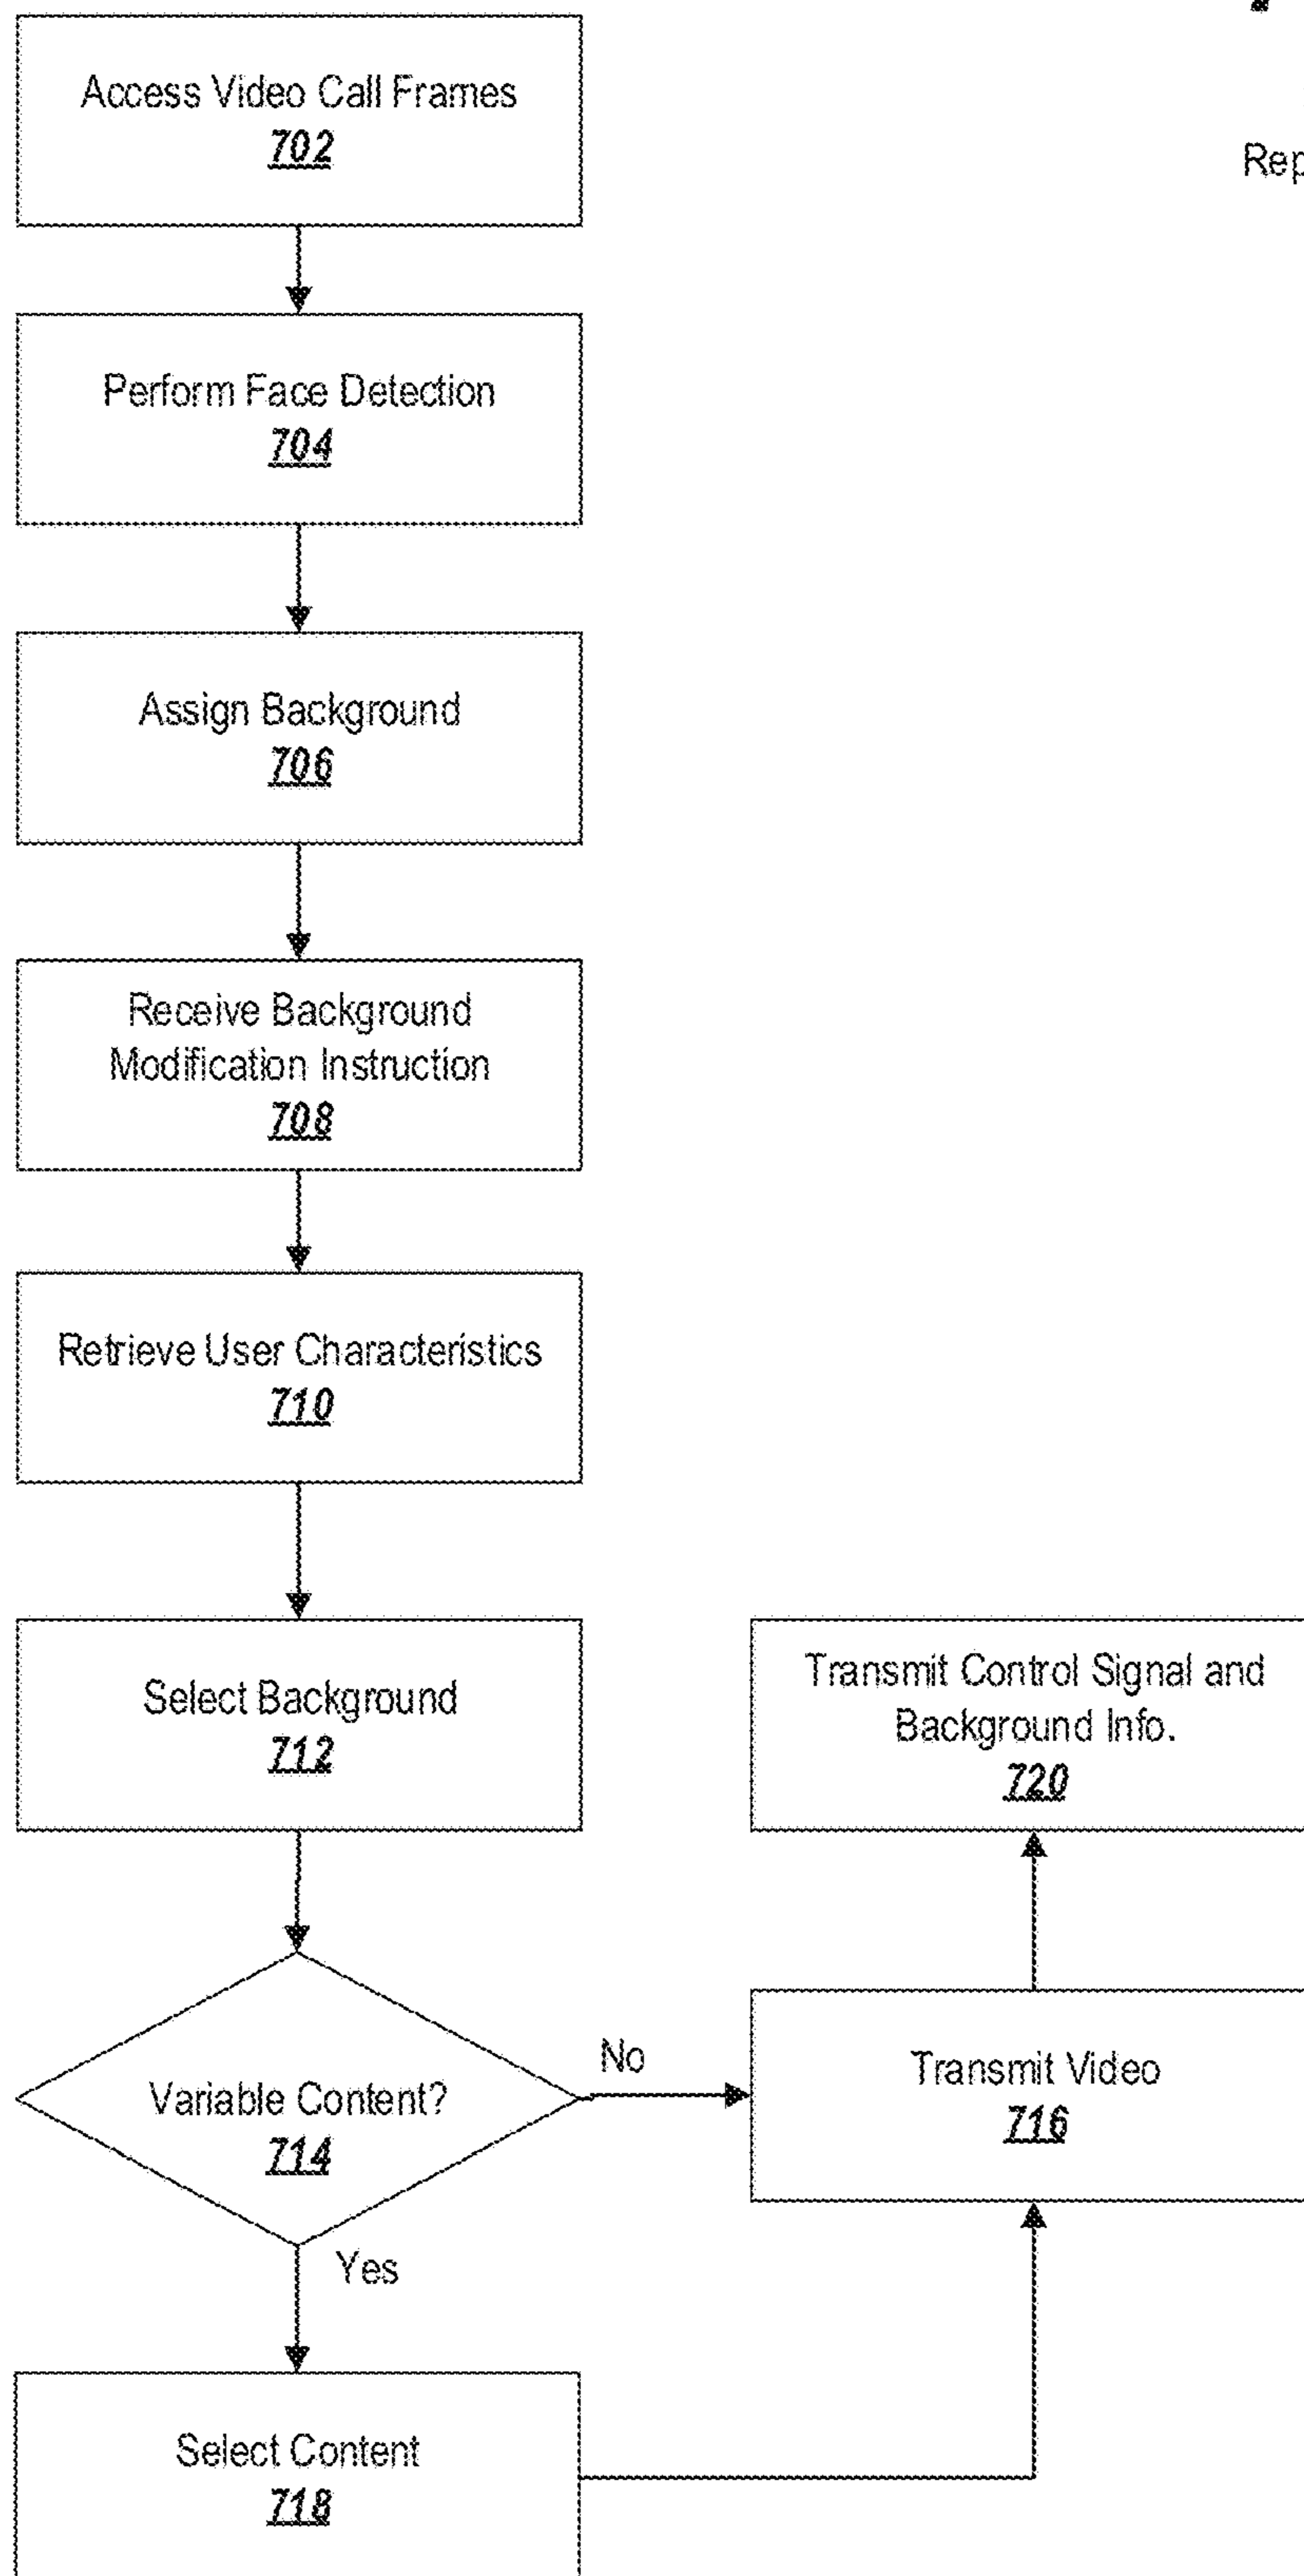 Access Video Call Frames
702
Perform Face Detection
704
Assign Background
706
Receive Background
Modification Instruction
708
Retrieve User Characteristics
710
Select Background
712
Transmit Control Signal and
Background Info.
720
Variable Content?
714
No
Transmit Video
716
Yes
Select Content
718